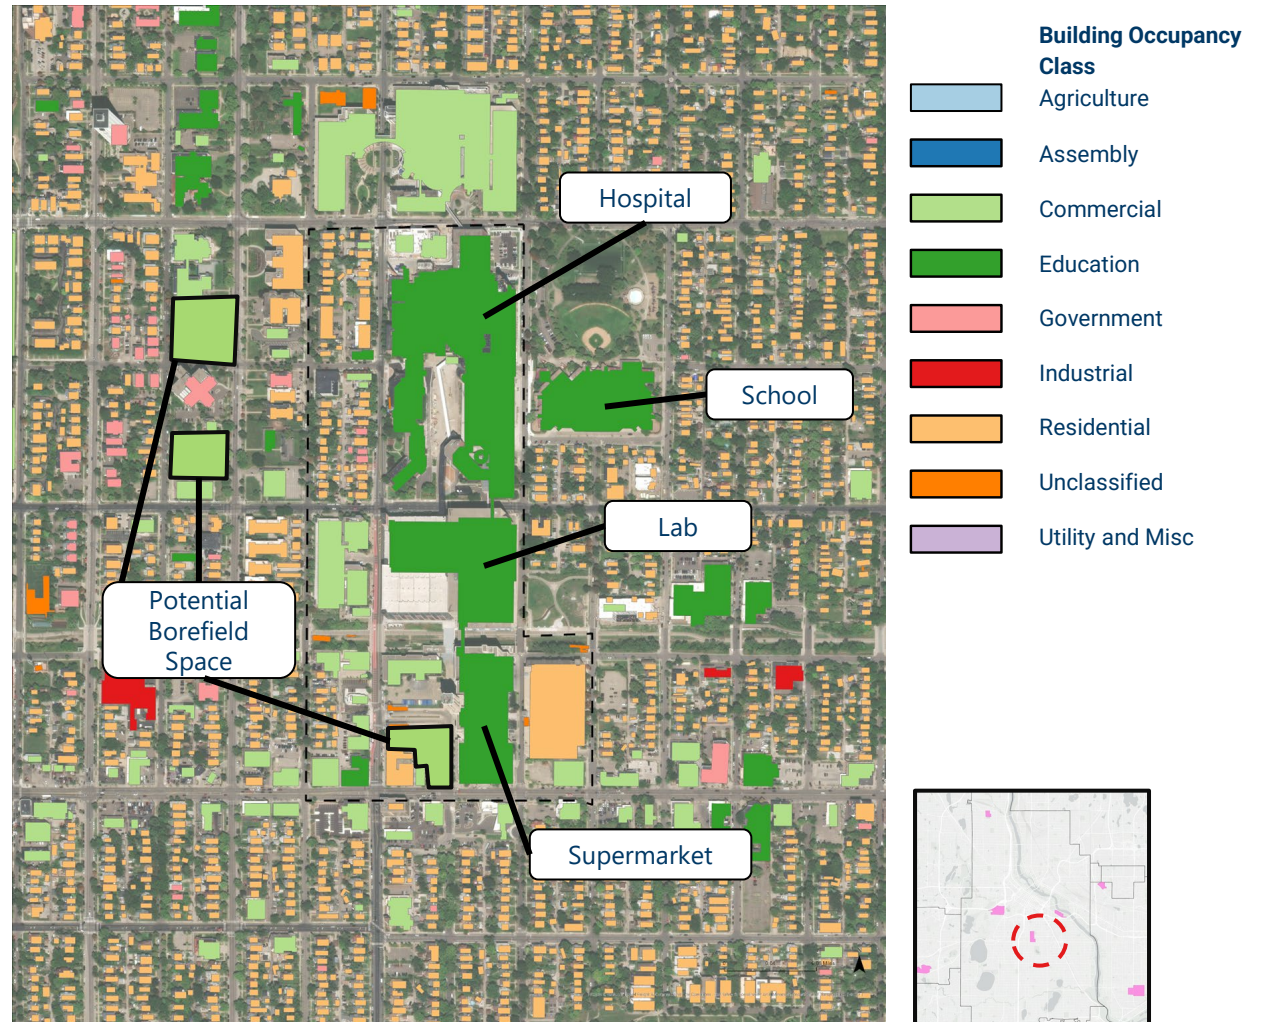 Building Occupancy
Class
Agriculture
Assembly
Commercial
Education
Government
Industrial
Residential
Unclassified
Utility and Misc
Hospital
School
Lab
Potential
Borefield
Space
Supermarket